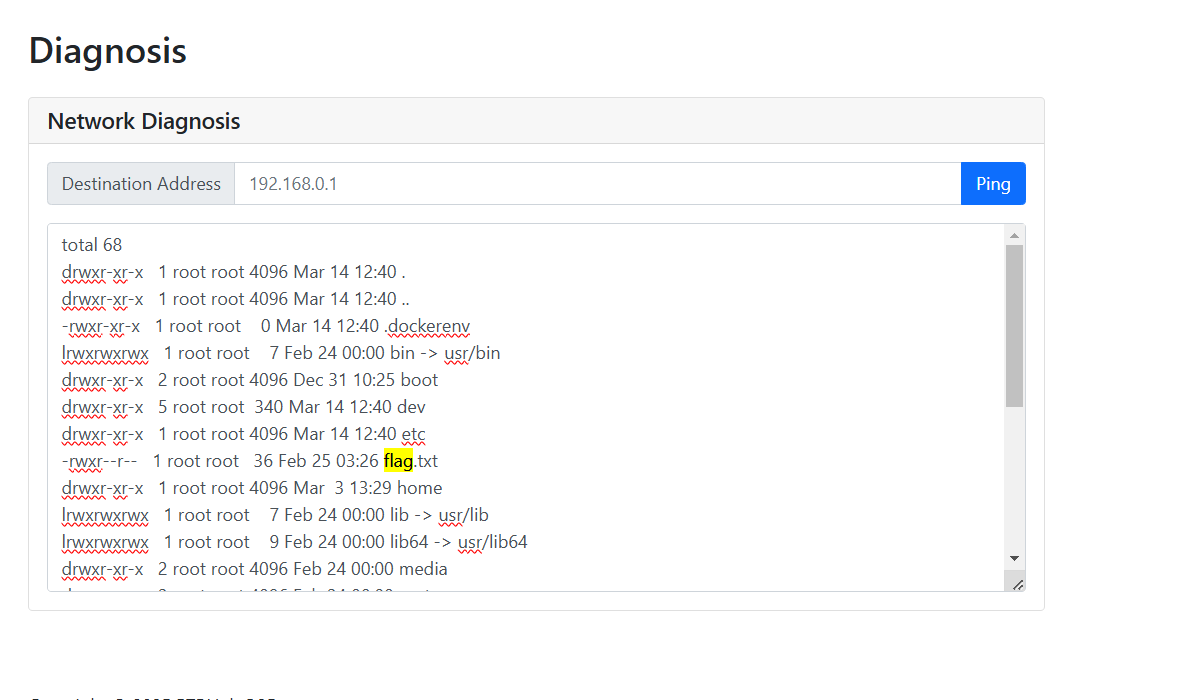 Diagnosis
Network Diagnosis
Destination Address 192.168.0.1 Ping
total 68
drwxr-xr-x 1 root root 4096 Mar 14 12:40 .
drwxr-xr-x 1 root root 4096 Mar 14 12:40 ..
-rwxr-xr-x 1 root root 0 Mar 14 12:40 .dockerenv
lrwxrwxrwx 1 root root 7 Feb 24 00:00 bin -> usr/bin
drwxr-xr-x 2 root root 4096 Dec 31 10:25 boot
drwxr-xr-x 5 root root 340 Mar 14 12:40 dev
drwxr-xr-x 1 root root 4096 Mar 14 12:40 etc
-rwxr--r-- 1 root root 36 Feb 25 03:26 flag.txt
drwxr-xr-x 1 root root 4096 Mar 3 13:29 home
lrwxrwxrwx 1 root root 7 Feb 24 00:00 lib -> usr/lib
lrwxrwxrwx 1 root root 9 Feb 24 00:00 lib64 -> usr/lib64
drwxr-xr-x 2 root root 4096 Feb 24 00:00 media